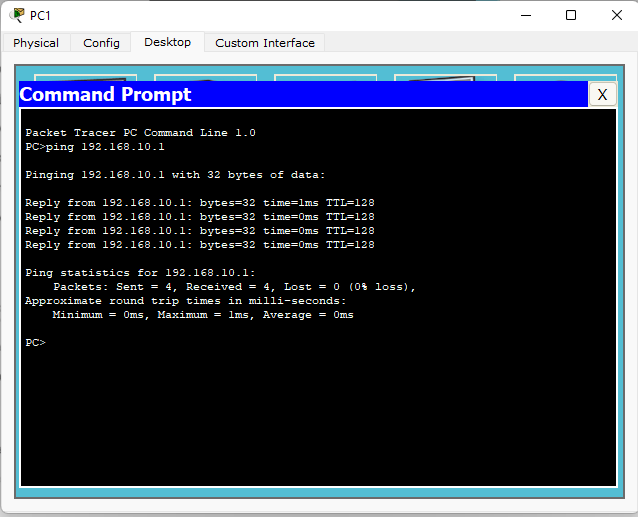 PC1
Physical Config Desktop Custom Interface
Command Prompt X
Packet Tracer PC Command Line 1.0
PC>ping 192.168.10.1
Pinging 192.168.10.1 with 32 bytes of data:
Reply from 192.168.10.1: bytes=32 time=1ms TTL=128
Reply from 192.168.10.1: bytes=32 time=0ms TTL=128
Reply from 192.168.10.1: bytes=32 time=0ms TTL=128
Reply from 192.168.10.1: bytes=32 time=0ms TTL=128
Ping statistics for 192.168.10.1:
Packets: Sent = 4, Received = 4, Lost = 0 (0% loss),
Approximate round trip times in milli-seconds:
Minimum = 0ms, Maximum = 1ms, Average = 0ms
PC>